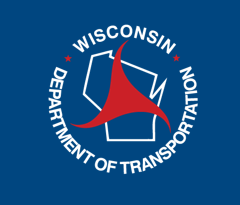 WISCONSIN
DEPARTMENT OF TRANSPORTATION